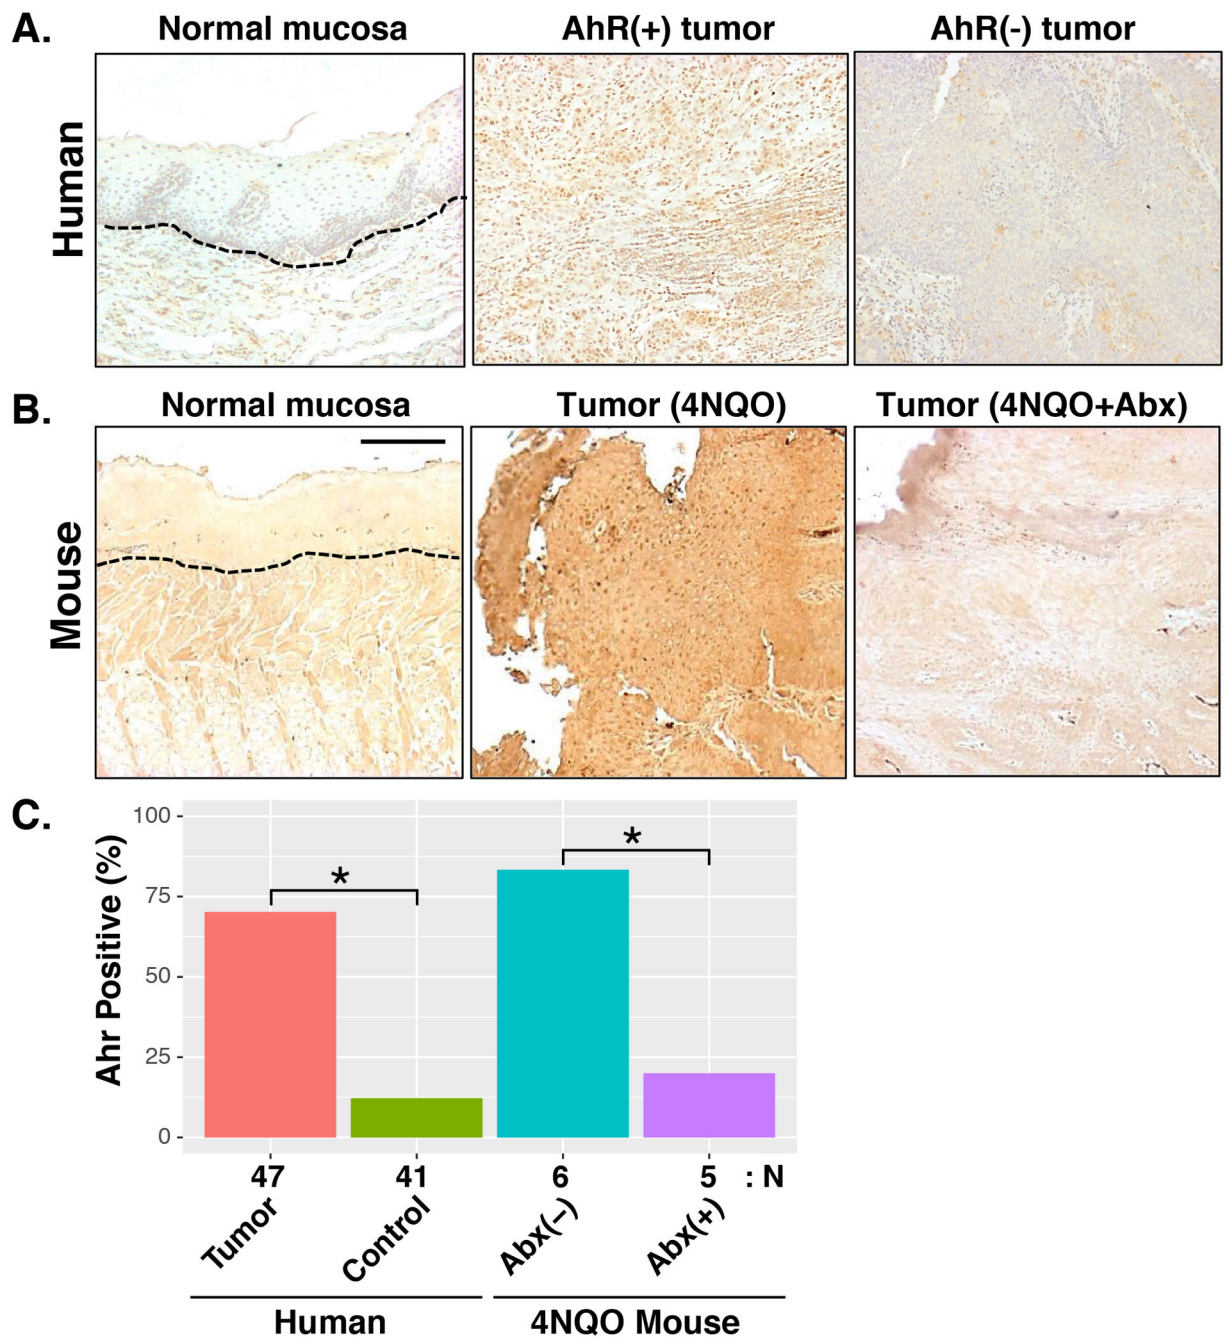 A.
Normal mucosa
AhR(+) tumor
AhR(-) tumor
Human
B.
Normal mucosa
Tumor (4NQO)
Tumor (4NQO+Abx)
Mouse
C.
Ahr Positive (%)
100
75
50
25
0
*
*
47 41 6 5 : N
Tumor
Control
Abx(−)
Abx(+)
Human
4NQO Mouse